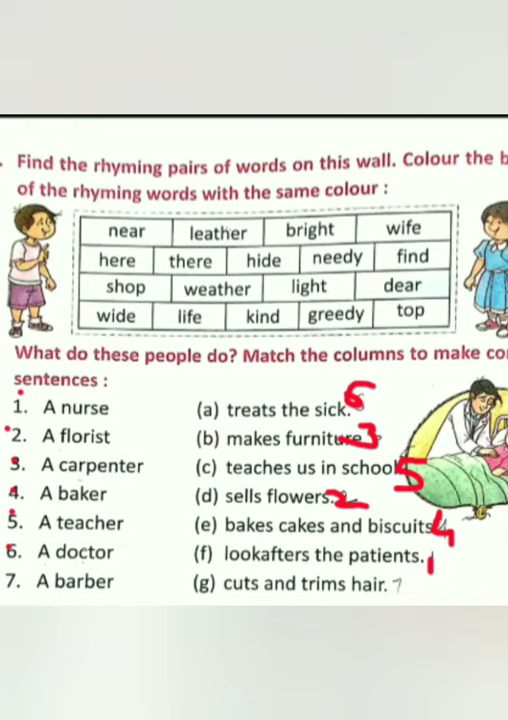 . Find the rhyming pairs of words on this wall. Colour the b
of the rhyming words with the same colour :
near leather bright wife
here there hide needy find
shop weather light dear
wide life kind greedy top
What do these people do? Match the columns to make co
sentences :
1. A nurse (a) treats the sick. 6
2. A florist (b) makes furniture 3
3. A carpenter (c) teaches us in school 5
4. A baker (d) sells flowers. 2
5. A teacher (e) bakes cakes and biscuits 4
6. A doctor (f) lookafters the patients. 1
7. A barber (g) cuts and trims hair. 7